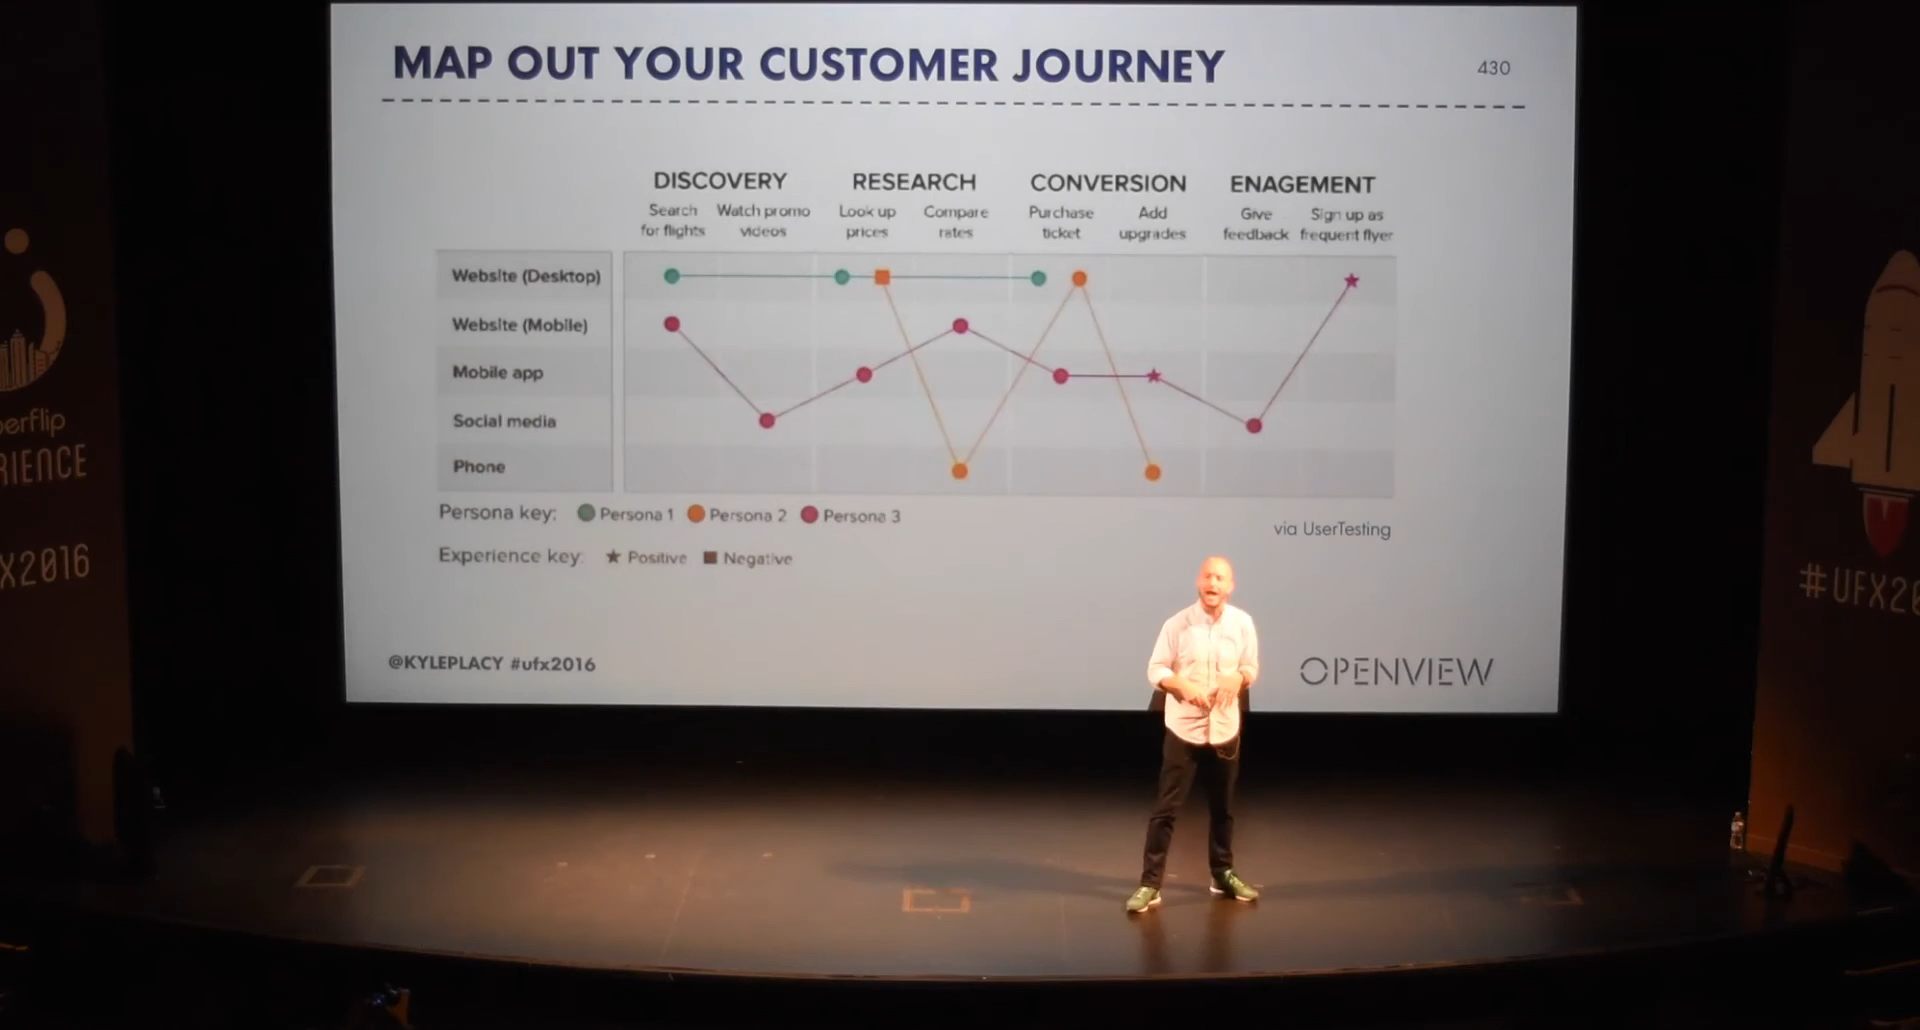 MAP OUT YOUR CUSTOMER JOURNEY
430
DISCOVERY RESEARCH CONVERSION ENAGEMENT
Search for flights
Watch promo videos
Look up prices
Compare rates
Purchase ticket
Add upgrades
Give feedback
Sign up as frequent flyer
Website (Desktop)
Website (Mobile)
Mobile app
Social media
Phone
Persona key: Persona 1 Persona 2 Persona 3
via UserTesting
Experience key: Positive Negative
@KYLEPLACY #ufx2016
OPENVIEW
erflip
RIENCE
X2016
#UFX20